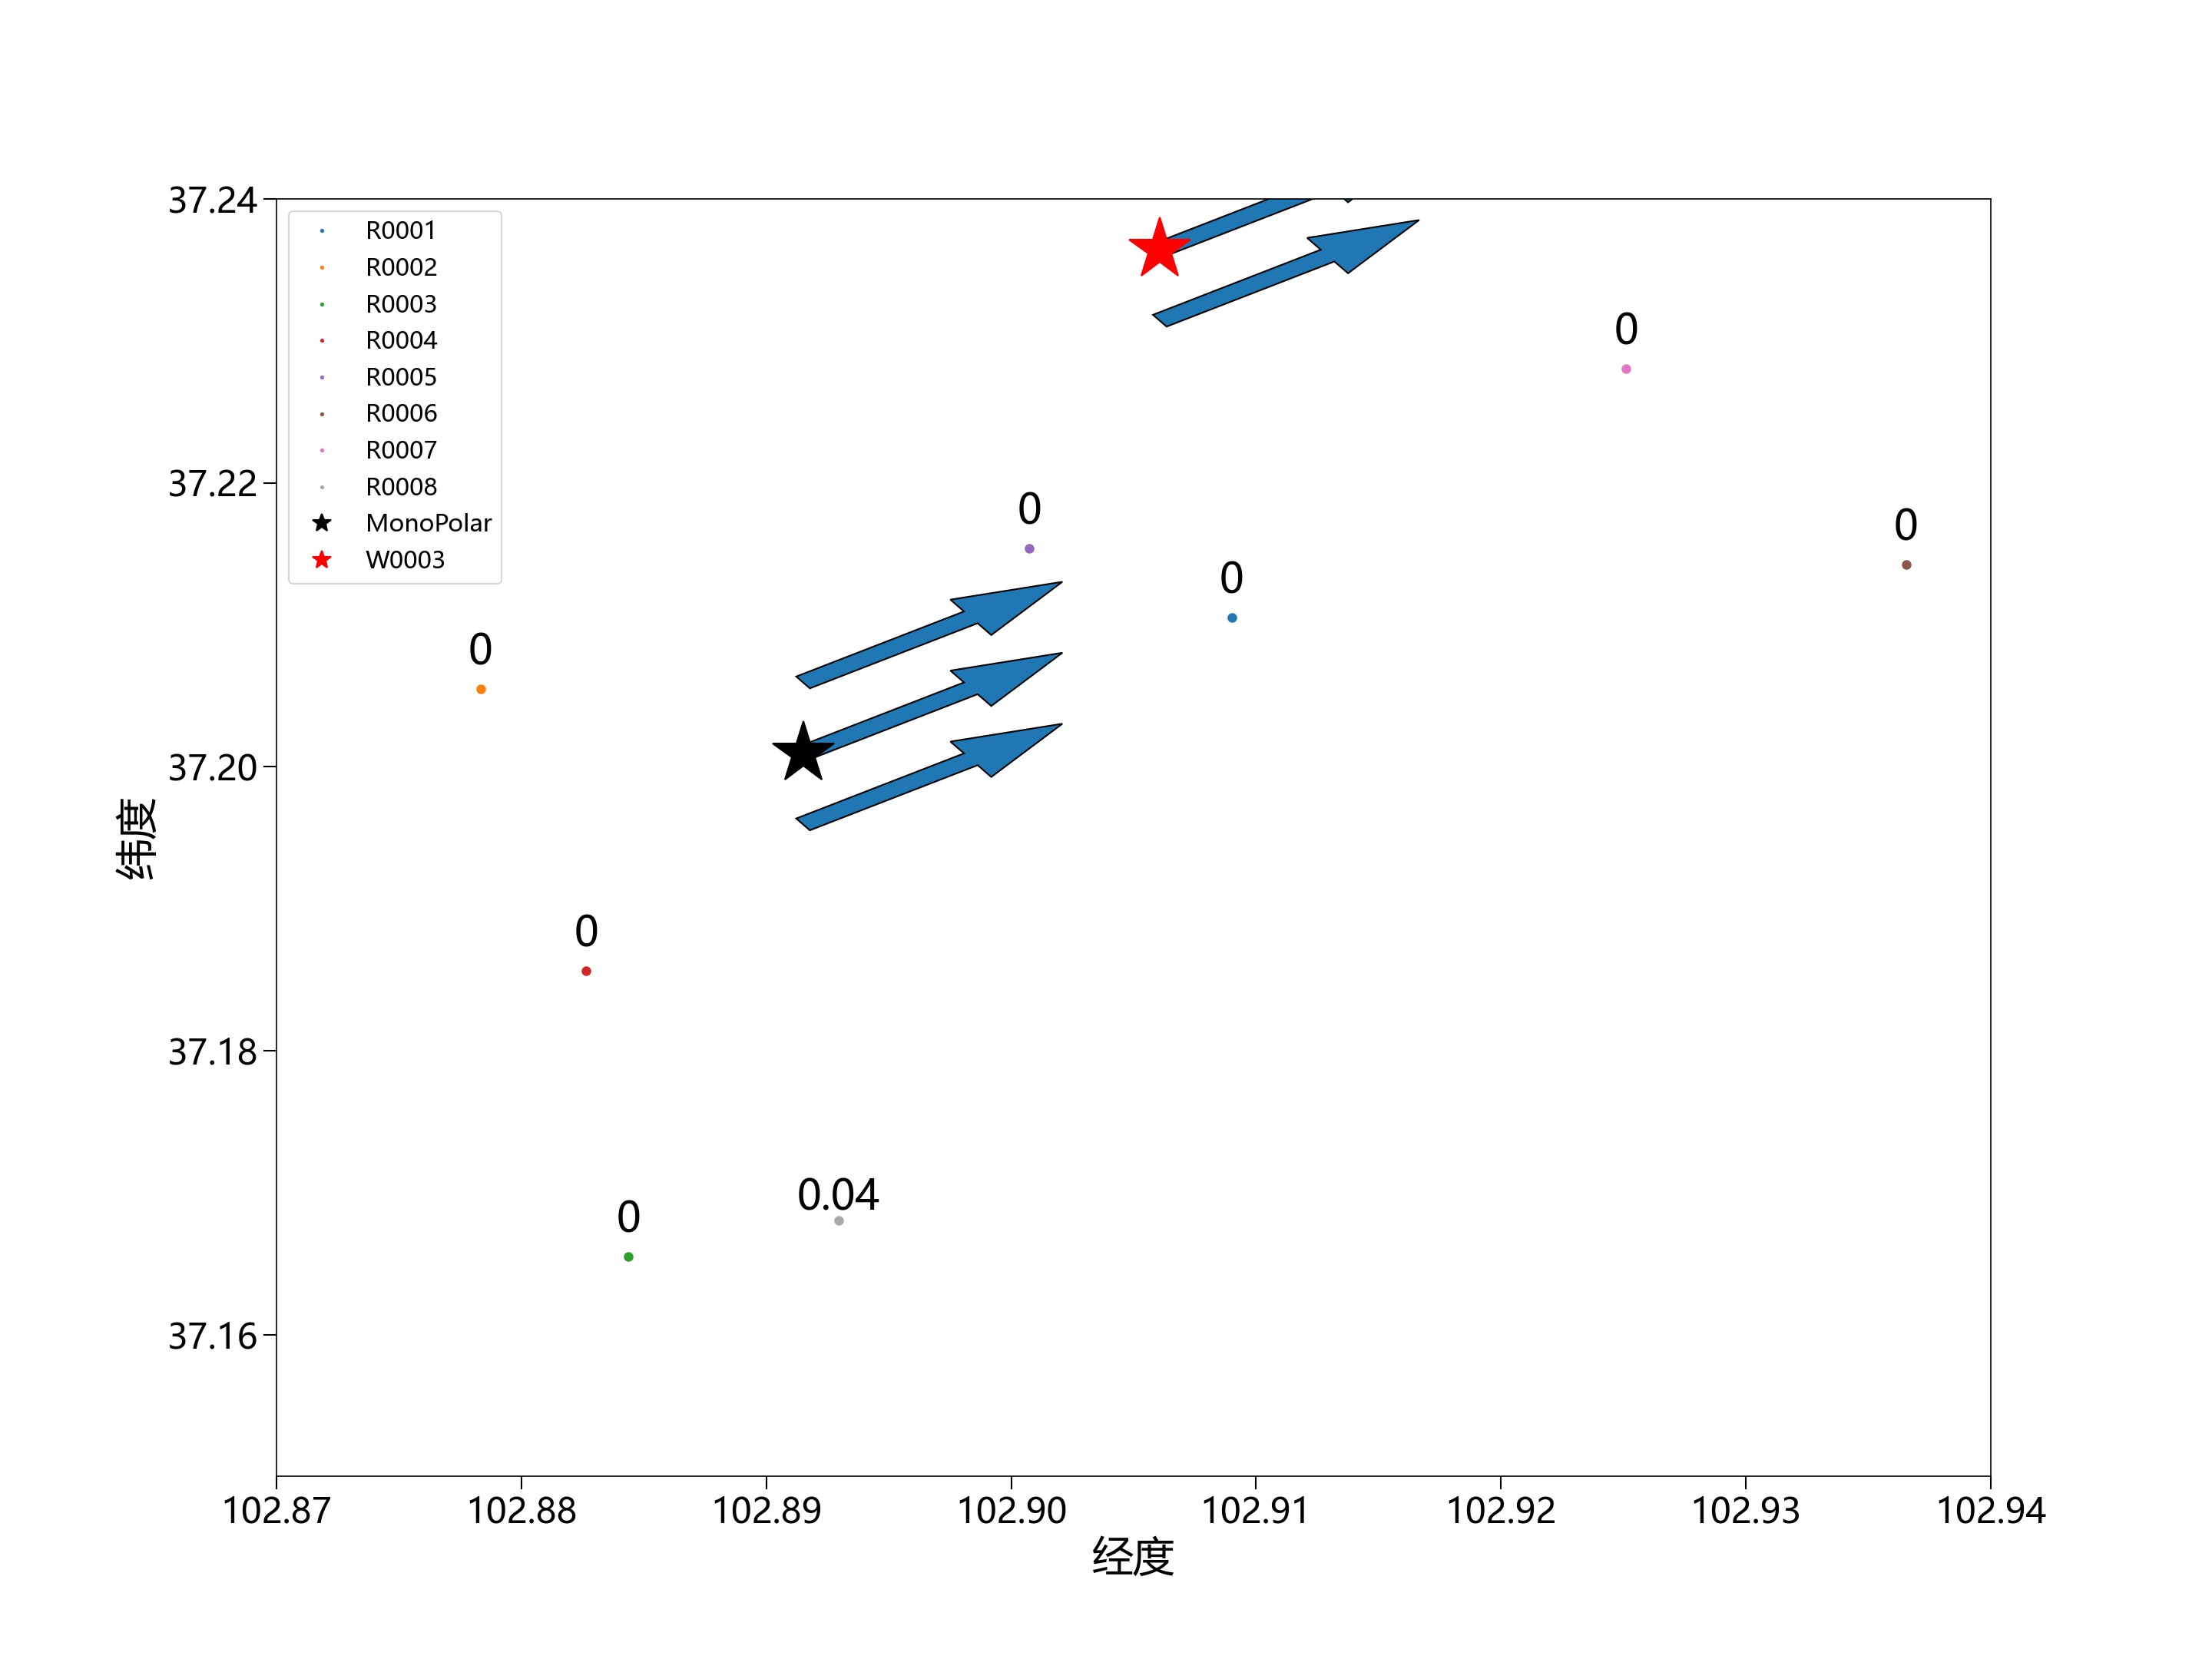 37.24
37.22
37.20
37.18
37.16
纬度
R0001
R0002
R0003
R0004
R0005
R0006
R0007
R0008
MonoPolar
W0003
0
0
0
0
0
0
0.04
0
102.87 102.88 102.89 102.90 102.91 102.92 102.93 102.94
经度